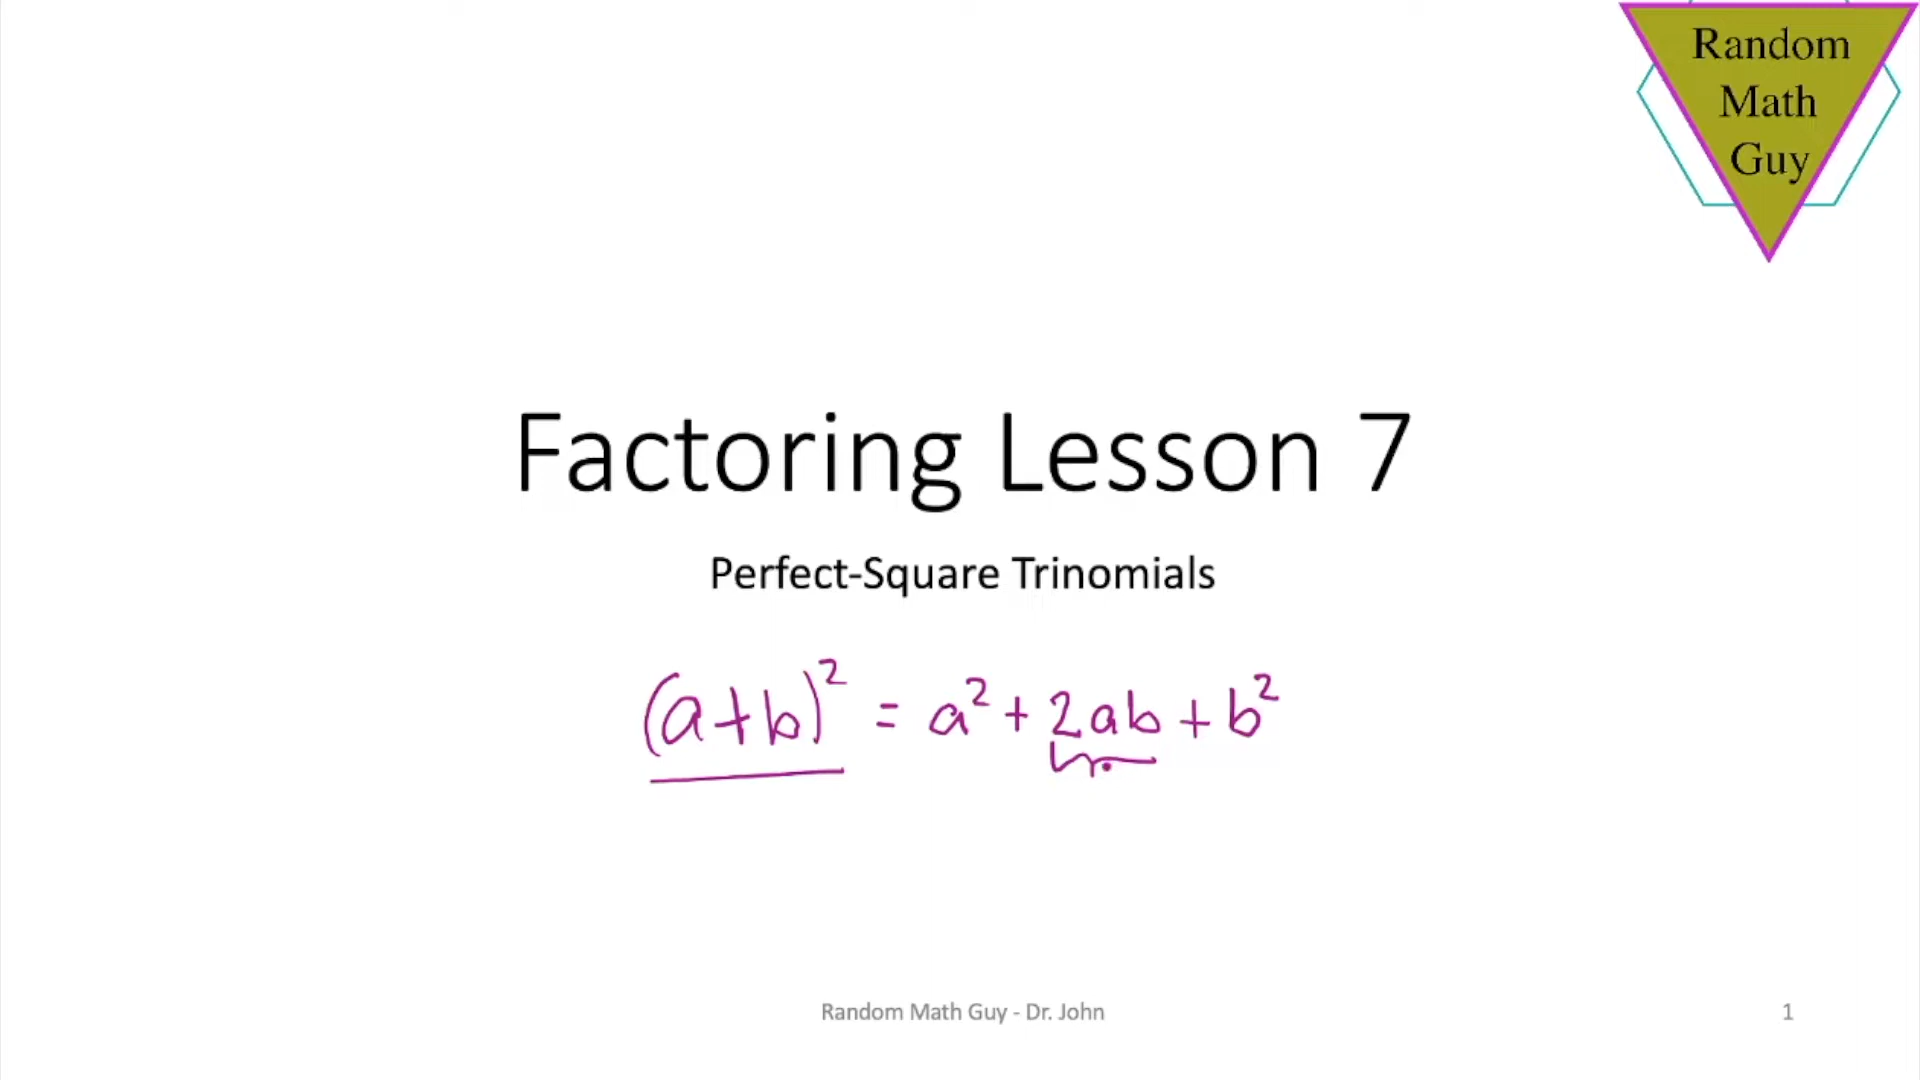 Random
Math
Guy
Factoring Lesson 7
Perfect-Square Trinomials
(a+b)² = a² + 2ab + b²
Random Math Guy - Dr. John
1